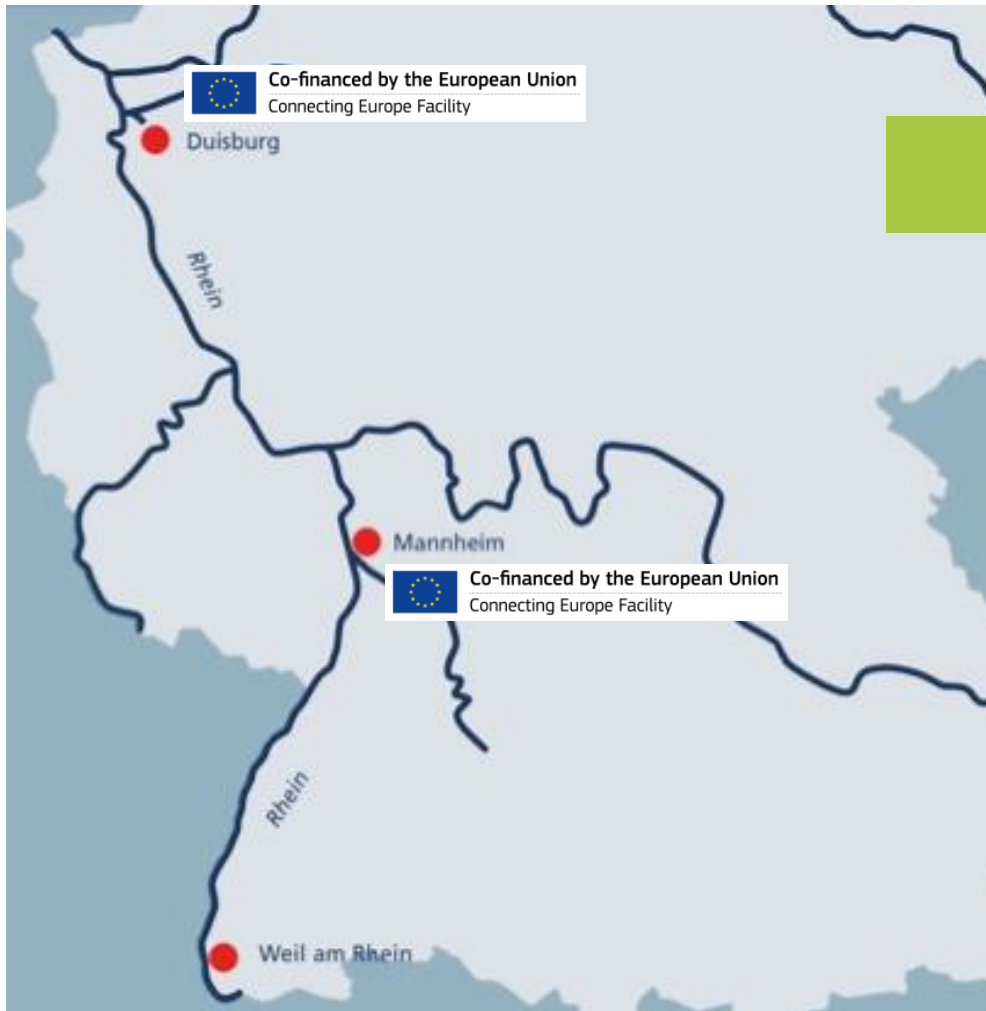 Co-financed by the European Union
Connecting Europe Facility
Duisburg
Rhein
Mannheim
Co-financed by the European Union
Connecting Europe Facility
Rhein
Weil am Rhein